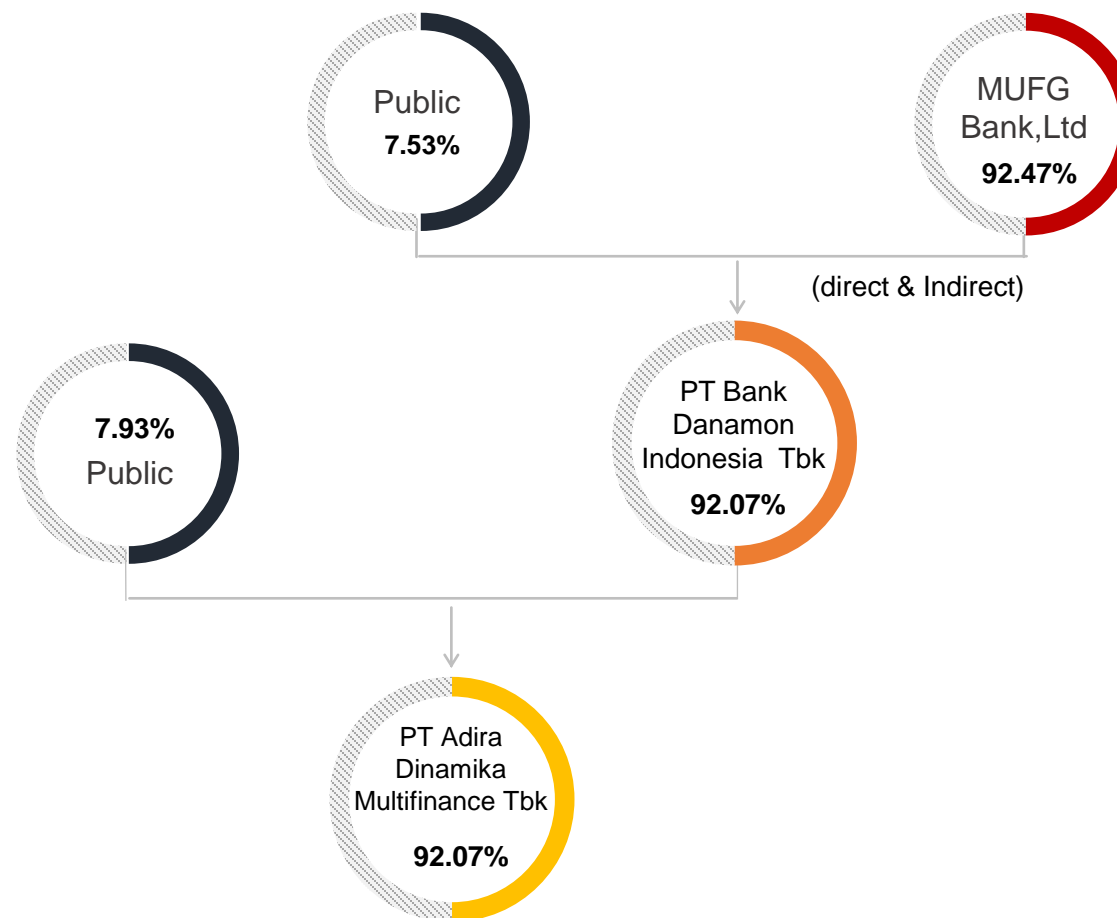 Public
7.53%
MUFG
Bank,Ltd
92.47%
(direct & Indirect)
7.93%
Public
PT Bank
Danamon
Indonesia Tbk
92.07%
PT Adira
Dinamika
Multifinance Tbk
92.07%